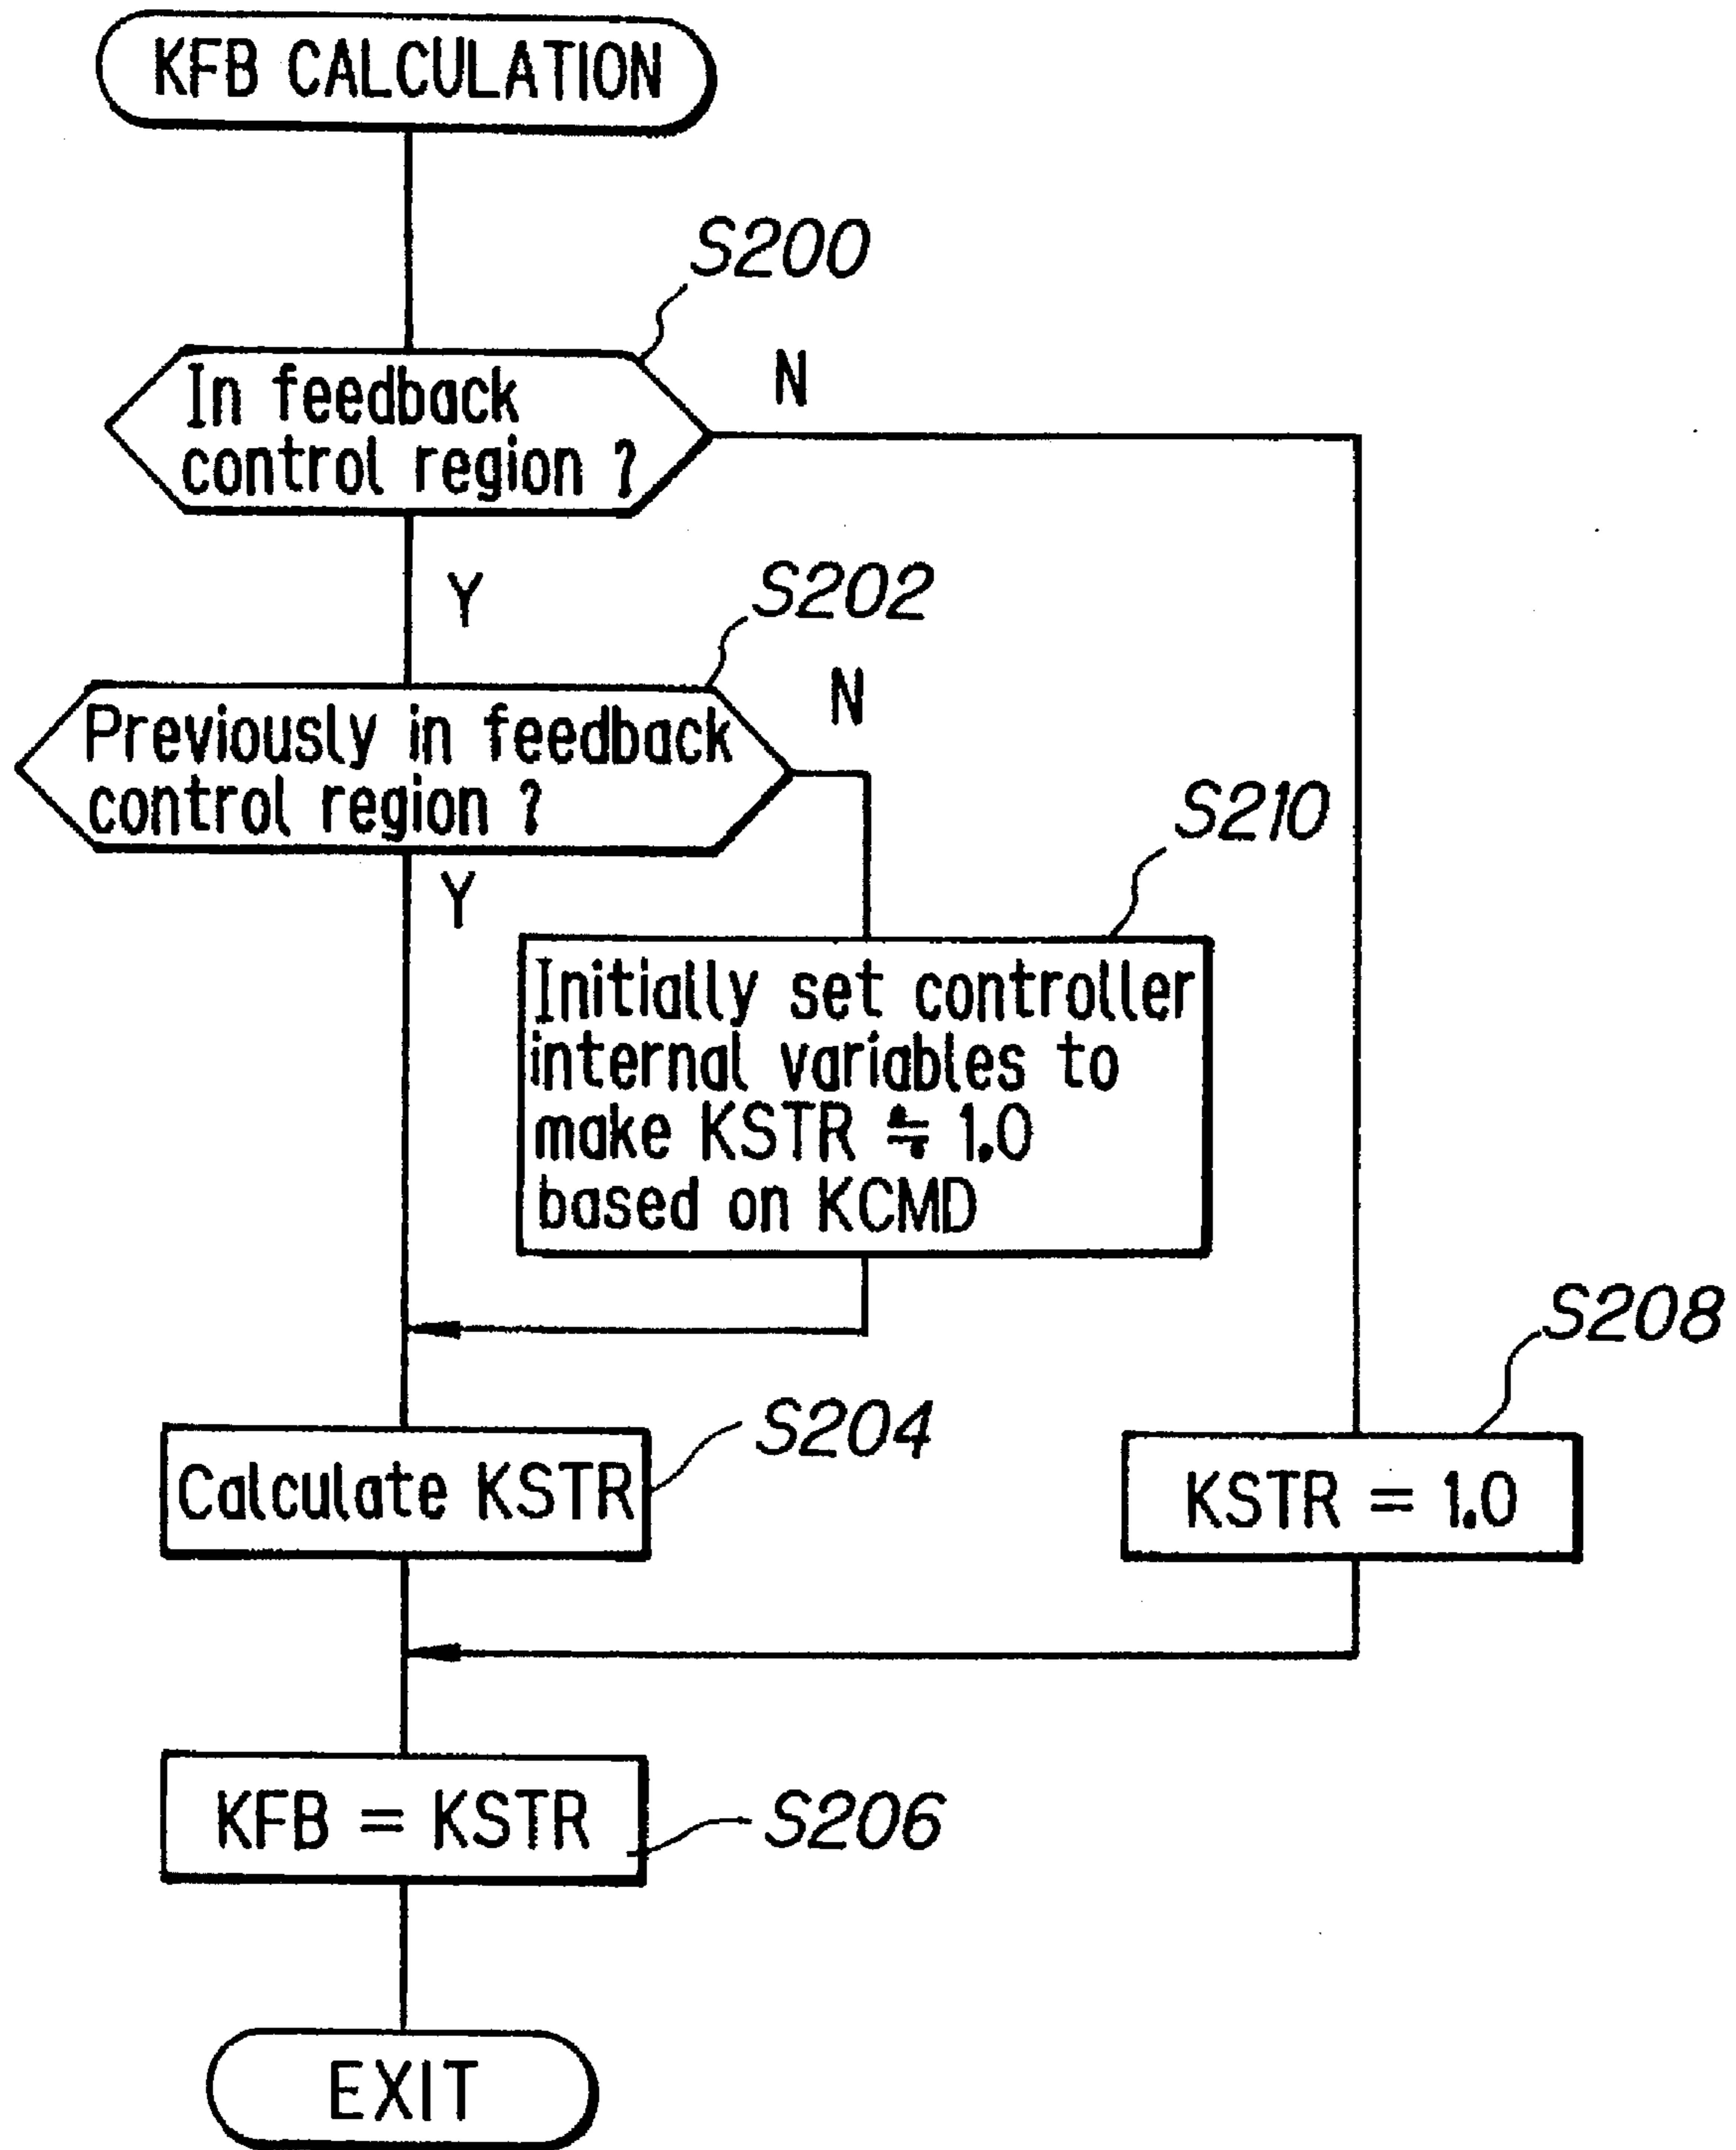 KFB CALCULATION
S200
In feedback
control region ?
N
Y
S202
Previously in feedback
control region ?
N
Y
S210
Initially set controller
internal variables to
make KSTR ≒ 1.0
based on KCMD
S204
Calculate KSTR
S208
KSTR = 1.0
KFB = KSTR
S206
EXIT